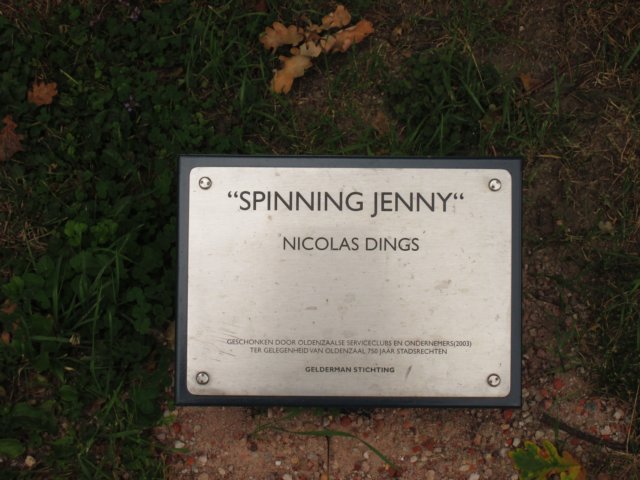 “SPINNING JENNY“
NICOLAS DINGS
GESCHONKEN DOOR OLDENZAALSE SERVICECLUBS EN ONDERNEMERS(2003)
TER GELEGENHEID VAN OLDENZAAL 750 JAAR STADSRECHTEN
GELDERMAN STICHTING